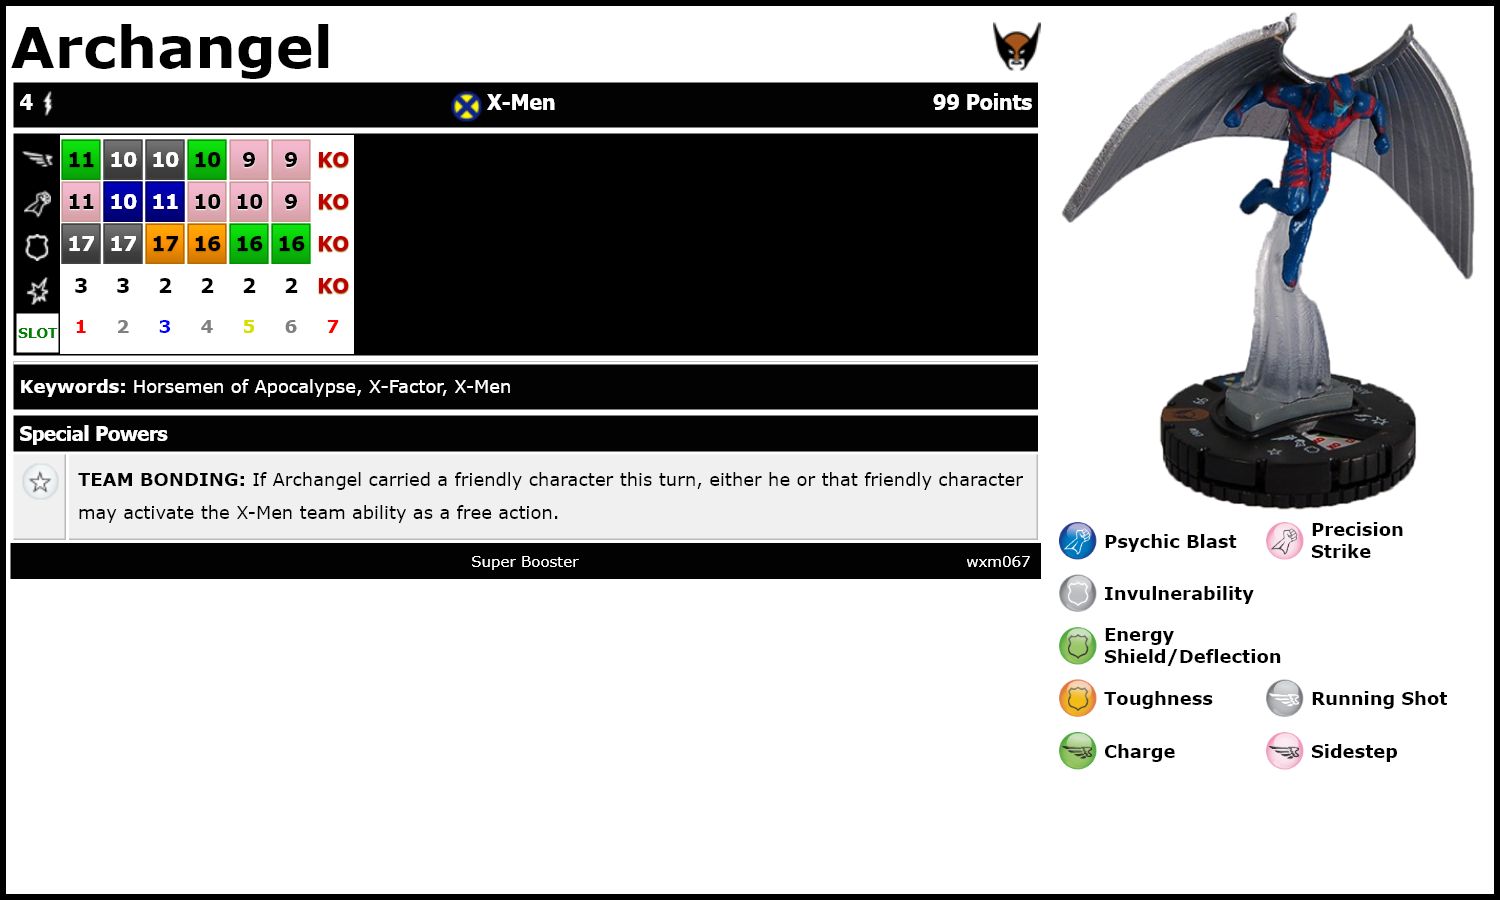 Archangel
4 X-Men 99 Points
11 10 10 10 9 9 KO
11 10 11 10 10 9 KO
17 17 17 16 16 16 KO
3 3 2 2 2 2 KO
SLOT 1 2 3 4 5 6 7
Keywords: Horsemen of Apocalypse, X-Factor, X-Men
Special Powers
TEAM BONDING: If Archangel carried a friendly character this turn, either he or that friendly character
may activate the X-Men team ability as a free action.
Super Booster wxm067
Psychic Blast
Precision
Strike
Invulnerability
Energy
Shield/Deflection
Toughness
Running Shot
Charge
Sidestep